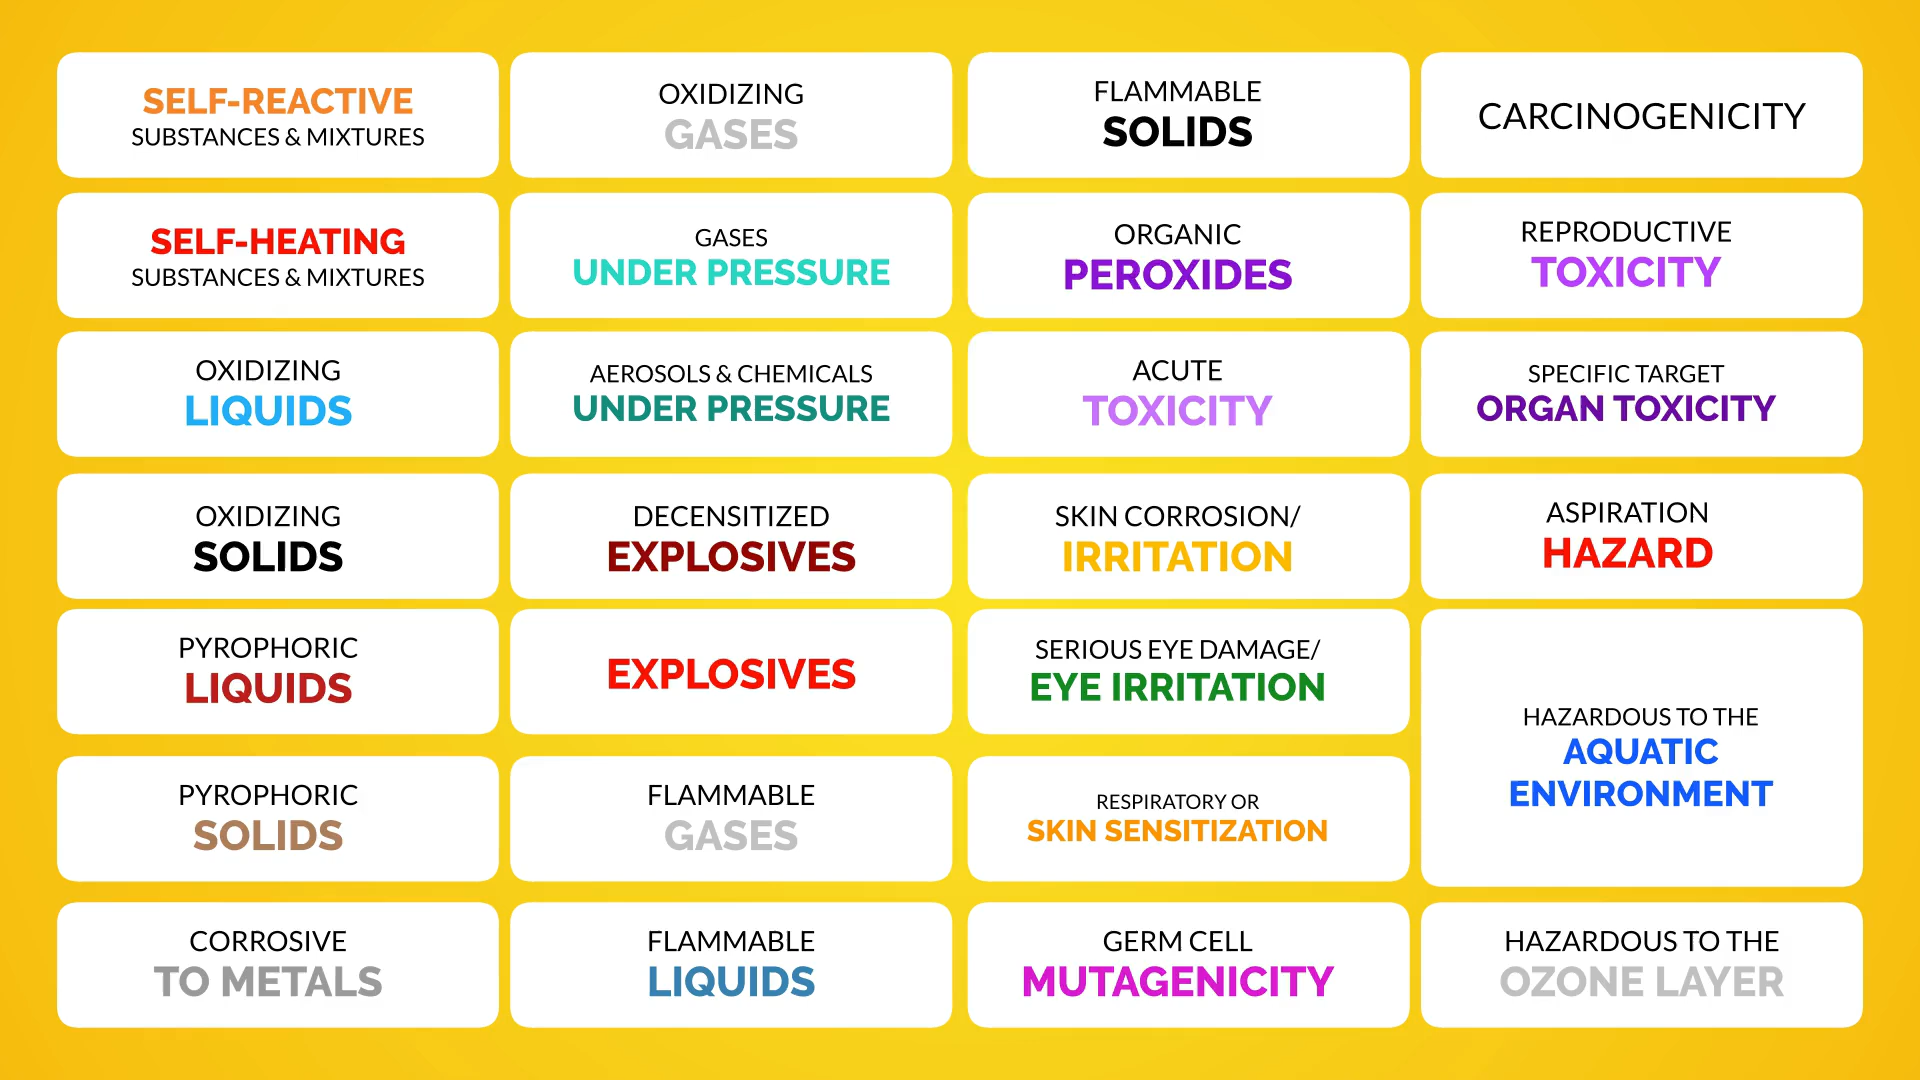 SELF-REACTIVE
SUBSTANCES & MIXTURES
OXIDIZING
GASES
FLAMMABLE
SOLIDS
CARCINOGENICITY
SELF-HEATING
SUBSTANCES & MIXTURES
GASES
UNDER PRESSURE
ORGANIC
PEROXIDES
REPRODUCTIVE
TOXICITY
OXIDIZING
LIQUIDS
AEROSOLS & CHEMICALS
UNDER PRESSURE
ACUTE
TOXICITY
SPECIFIC TARGET
ORGAN TOXICITY
OXIDIZING
SOLIDS
DECENSITIZED
EXPLOSIVES
SKIN CORROSION/
IRRITATION
ASPIRATION
HAZARD
PYROPHORIC
LIQUIDS
EXPLOSIVES
SERIOUS EYE DAMAGE/
EYE IRRITATION
HAZARDOUS TO THE
AQUATIC
ENVIRONMENT
PYROPHORIC
SOLIDS
FLAMMABLE
GASES
RESPIRATORY OR
SKIN SENSITIZATION
CORROSIVE
TO METALS
FLAMMABLE
LIQUIDS
GERM CELL
MUTAGENICITY
HAZARDOUS TO THE
OZONE LAYER